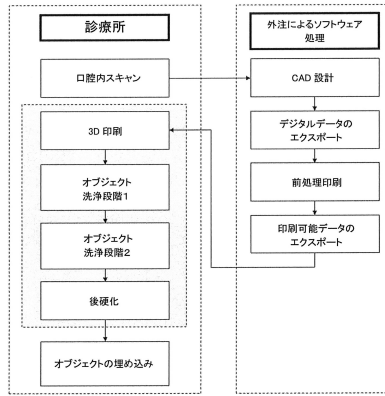 診療所
口腔内スキャン
3D 印刷
オブジェクト
洗浄段階1
オブジェクト
洗浄段階2
後硬化
オブジェクトの埋め込み
外注によるソフトウェア
処理
CAD 設計
デジタルデータの
エクスポート
前処理印刷
印刷可能データの
エクスポート